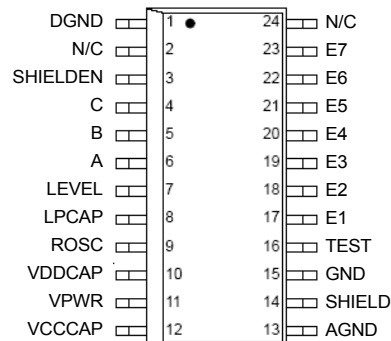 DGND 1 24 N/C
N/C 2 23 E7
SHIELDEN 3 22 E6
C 4 21 E5
B 5 20 E4
A 6 19 E3
LEVEL 7 18 E2
LPCAP 8 17 E1
ROSC 9 16 TEST
VDDCAP 10 15 GND
VPWR 11 14 SHIELD
VCCCAP 12 13 AGND